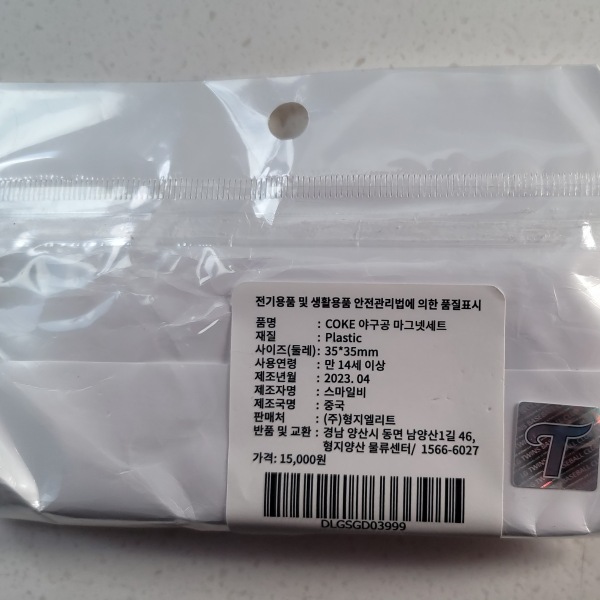 전기용품 및 생활용품 안전관리법에 의한 품질표시
품명 : COKE 야구공 마그넷세트
재질 : Plastic
사이즈(둘레): 35*35mm
사용연령 : 만 14세 이상
제조년월 : 2023. 04
제조자명 : 스마일비
제조국명 : 중국
판매처 : (주)형지엘리트
반품 및 교환 : 경남 양산시 동면 남양산1길 46,
형지양산 물류센터/ 1566-6027
가격: 15,000원
DLGSGD03999
T